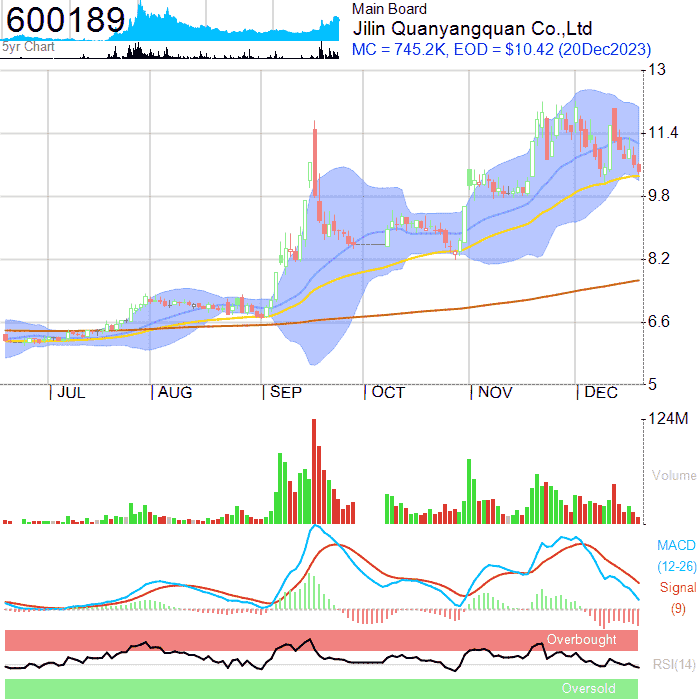 600189
5yr Chart
Main Board
Jilin Quanyangquan Co.,Ltd
MC = 745.2K, EOD = $10.42 (20Dec2023)
13
11.4
9.8
8.2
6.6
5
JUL AUG SEP OCT NOV DEC
124M
Volume
MACD
(12-26)
Signal
(9)
Overbought
RSI(14)
Oversold